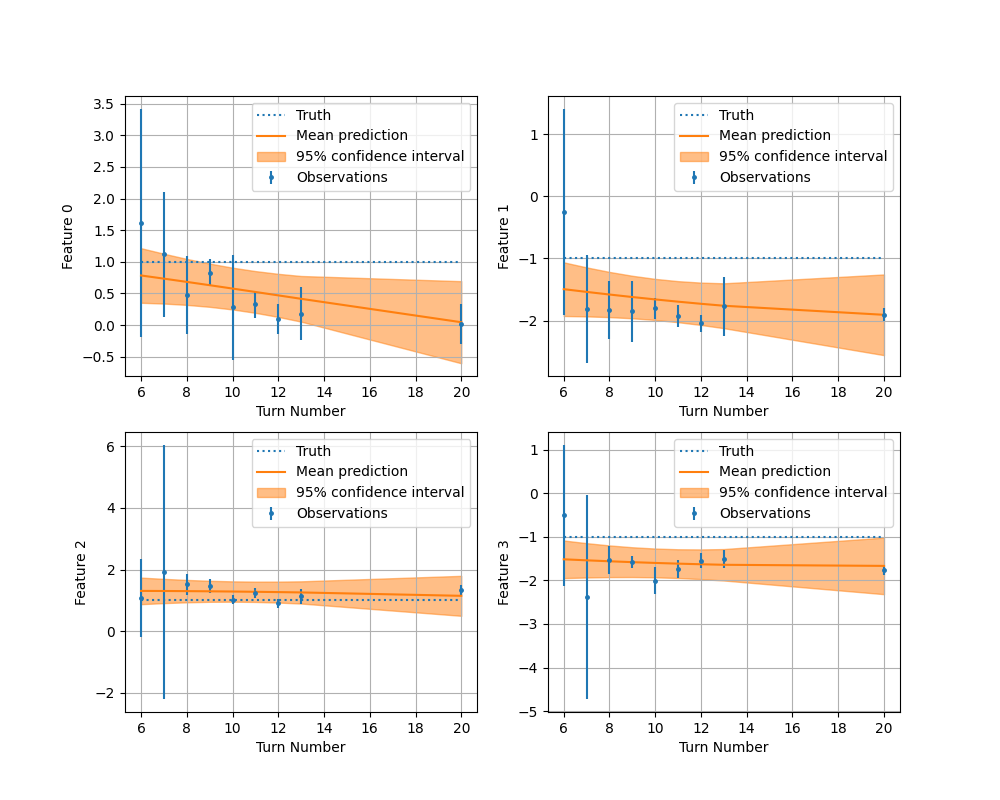 Feature 0
3.5
3.0
2.5
2.0
1.5
1.0
0.5
0.0
−0.5
Truth
Mean prediction
95% confidence interval
Observations
6 8 10 12 14 16 18 20
Turn Number
Feature 1
1
0
−1
−2
Truth
Mean prediction
95% confidence interval
Observations
6 8 10 12 14 16 18 20
Turn Number
Feature 2
6
4
2
0
−2
Truth
Mean prediction
95% confidence interval
Observations
6 8 10 12 14 16 18 20
Turn Number
Feature 3
1
0
−1
−2
−3
−4
−5
Truth
Mean prediction
95% confidence interval
Observations
6 8 10 12 14 16 18 20
Turn Number